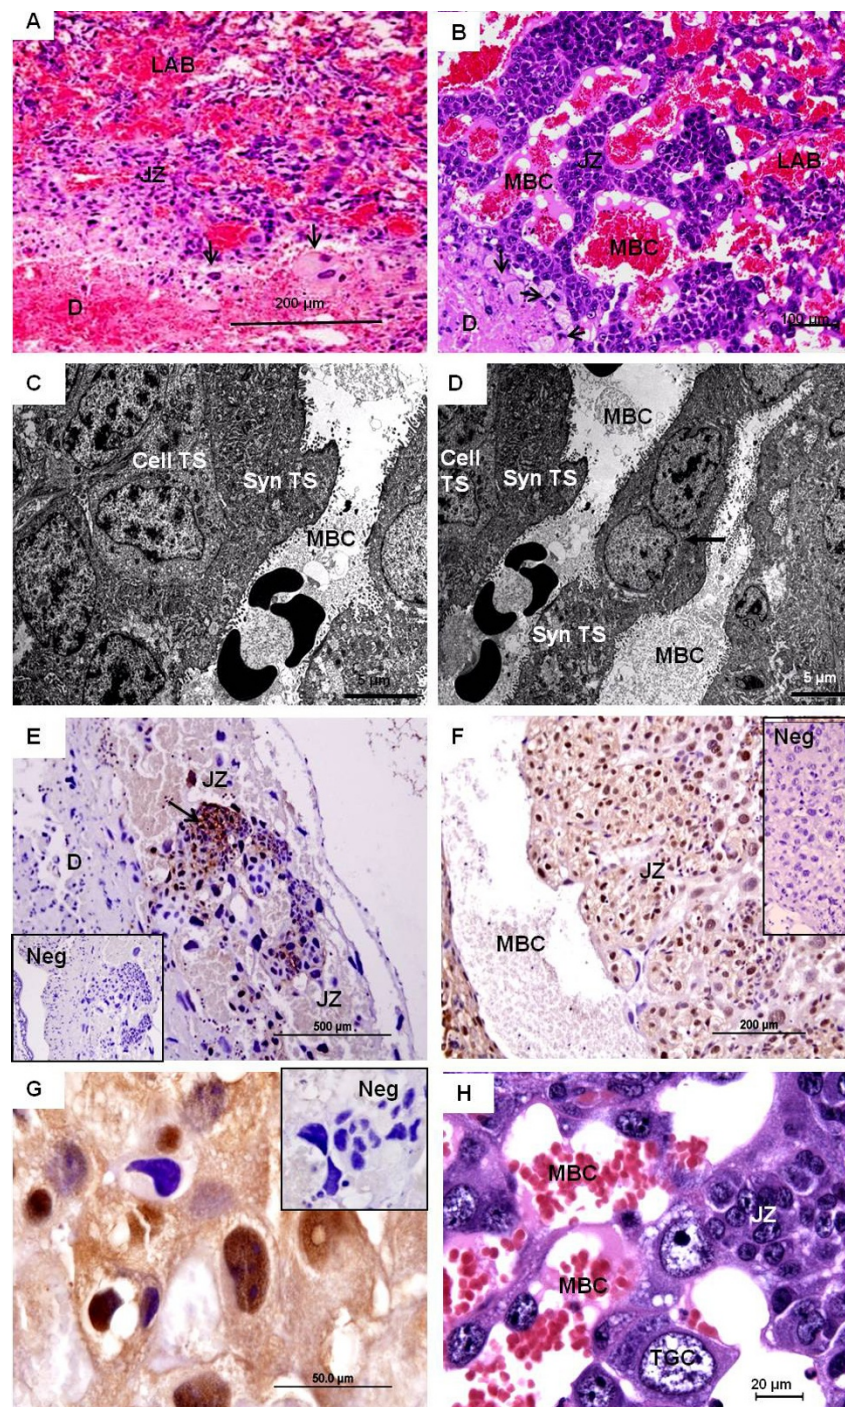 A
LAB
JZ
D
200 µm
B
LAB
JZ
MBC
MBC
D
100 µm
C
Cell TS
Syn TS
MBC
5 µm
D
MBC
Cell
TS
Syn TS
Syn TS
MBC
5 µm
E
JZ
D
Neg
JZ
500 µm
F
Neg
JZ
MBC
200 µm
G
Neg
50.0 µm
H
MBC
JZ
MBC
TGC
20 µm